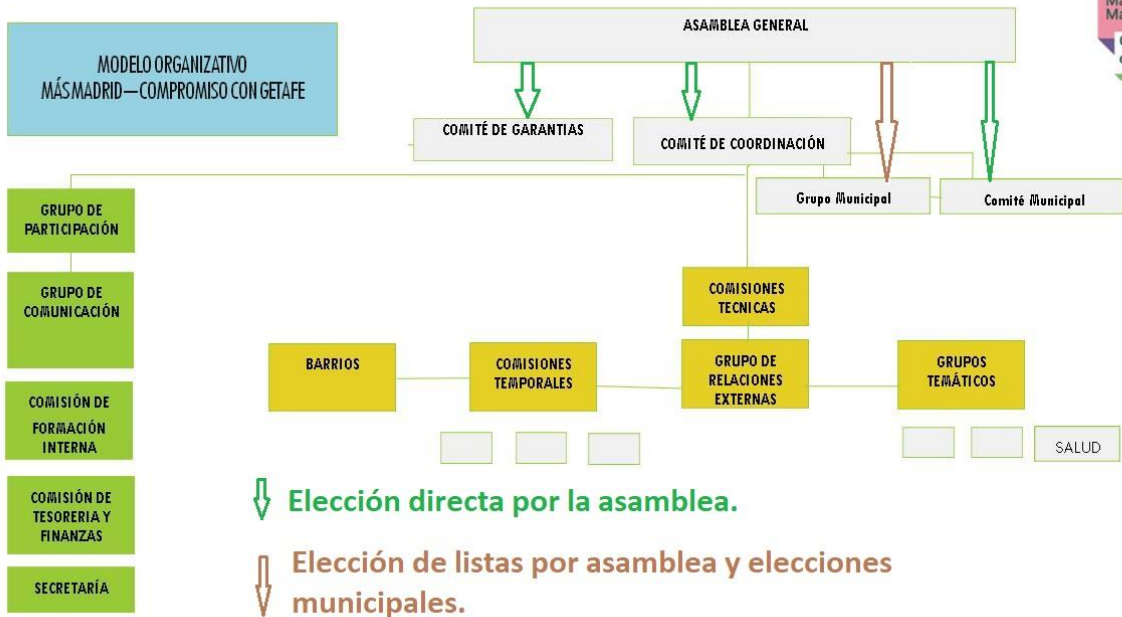 MODELO ORGANIZATIVO
MÁS MADRID—COMPROMISO CON GETAFE
ASAMBLEA GENERAL
COMITÉ DE GARANTIAS
COMITÉ DE COORDINACIÓN
Grupo Municipal
Comité Municipal
GRUPO DE
PARTICIPACIÓN
GRUPO DE
COMUNICACIÓN
COMISIÓN DE
FORMACIÓN
INTERNA
COMISIÓN DE
TESORERIA Y
FINANZAS
SECRETARÍA
COMISIONES
TECNICAS
BARRIOS
COMISIONES
TEMPORALES
GRUPO DE
RELACIONES
EXTERNAS
GRUPOS
TEMÁTICOS
SALUD
Elección directa por la asamblea.
Elección de listas por asamblea y elecciones
municipales.